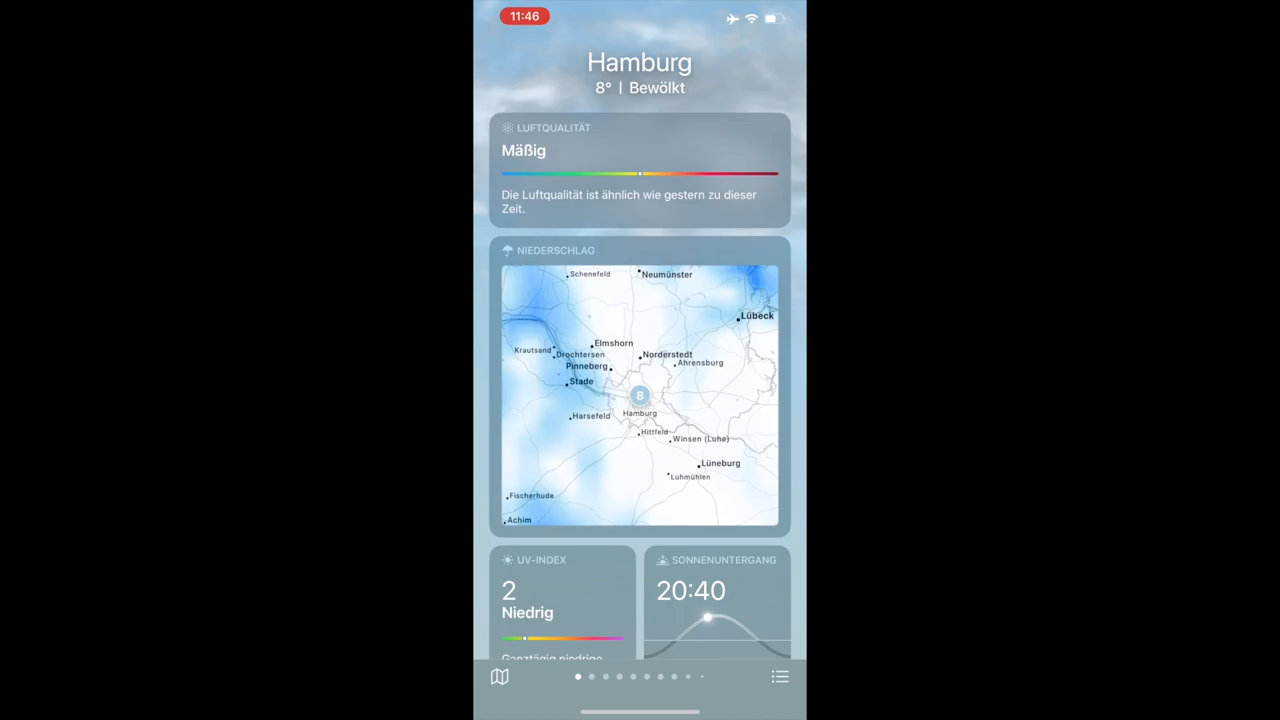 11:46
Hamburg
8° | Bewölkt
LUFTQUALITÄT
Mäßig
Die Luftqualität ist ähnlich wie gestern zu dieser
Zeit.
NIEDERSCHLAG
Schenefeld
Neumünster
Lübeck
Elmshorn
Krautsand
Drochtersen
Norderstedt
Pinneberg
Ahrensburg
Stade
8
Harsefeld
Hamburg
Hittfeld
Winsen (Luhe)
Lüneburg
Luhmühlen
Fischerhude
Achim
UV-INDEX
2
Niedrig
Ganztägig niedrige
SONNENUNTERGANG
20:40